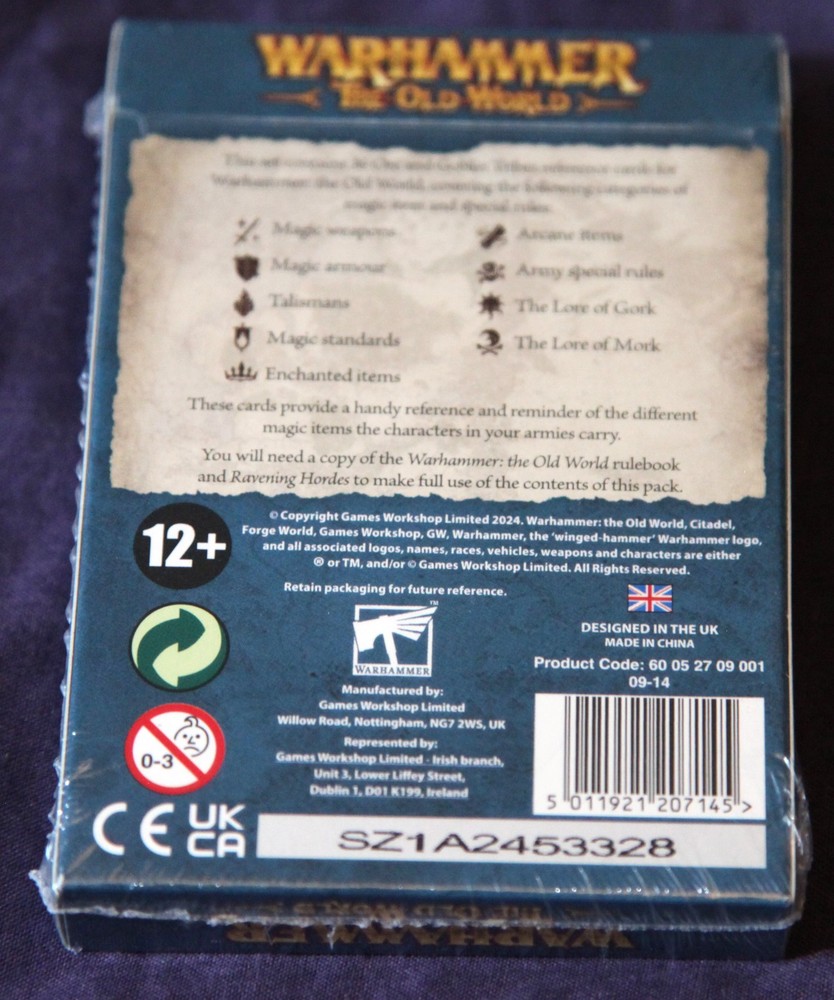 WARHAMMER
THE OLD WORLD
This set contains 36 Orc and Goblin Tribes reference cards for
Warhammer: the Old World, covering the following categories of
magic item and special rules.
Magic weapons
Arcane items
Magic armour
Army special rules
Talismans
The Lore of Gork
Magic standards
The Lore of Mork
Enchanted items
These cards provide a handy reference and reminder of the different
magic items the characters in your armies carry.
You will need a copy of the Warhammer: the Old World rulebook
and Ravening Hordes to make full use of the contents of this pack.
12+
© Copyright Games Workshop Limited 2024. Warhammer: the Old World, Citadel,
Forge World, Games Workshop, GW, Warhammer, the ‘winged-hammer’ Warhammer logo,
and all associated logos, names, races, vehicles, weapons and characters are either
® or TM, and/or © Games Workshop Limited. All Rights Reserved.
Retain packaging for future reference.
WARHAMMER
TM
DESIGNED IN THE UK
MADE IN CHINA
Product Code: 60 05 27 09 001
09-14
Manufactured by:
Games Workshop Limited
Willow Road, Nottingham, NG7 2WS, UK
Represented by:
Games Workshop Limited - Irish branch,
Unit 3, Lower Liffey Street,
Dublin 1, D01 K199, Ireland
0-3
5 011921 207145 >
CE
UK
CA
SZ1A2453328
THE OLD WORLD
WARHAMMER